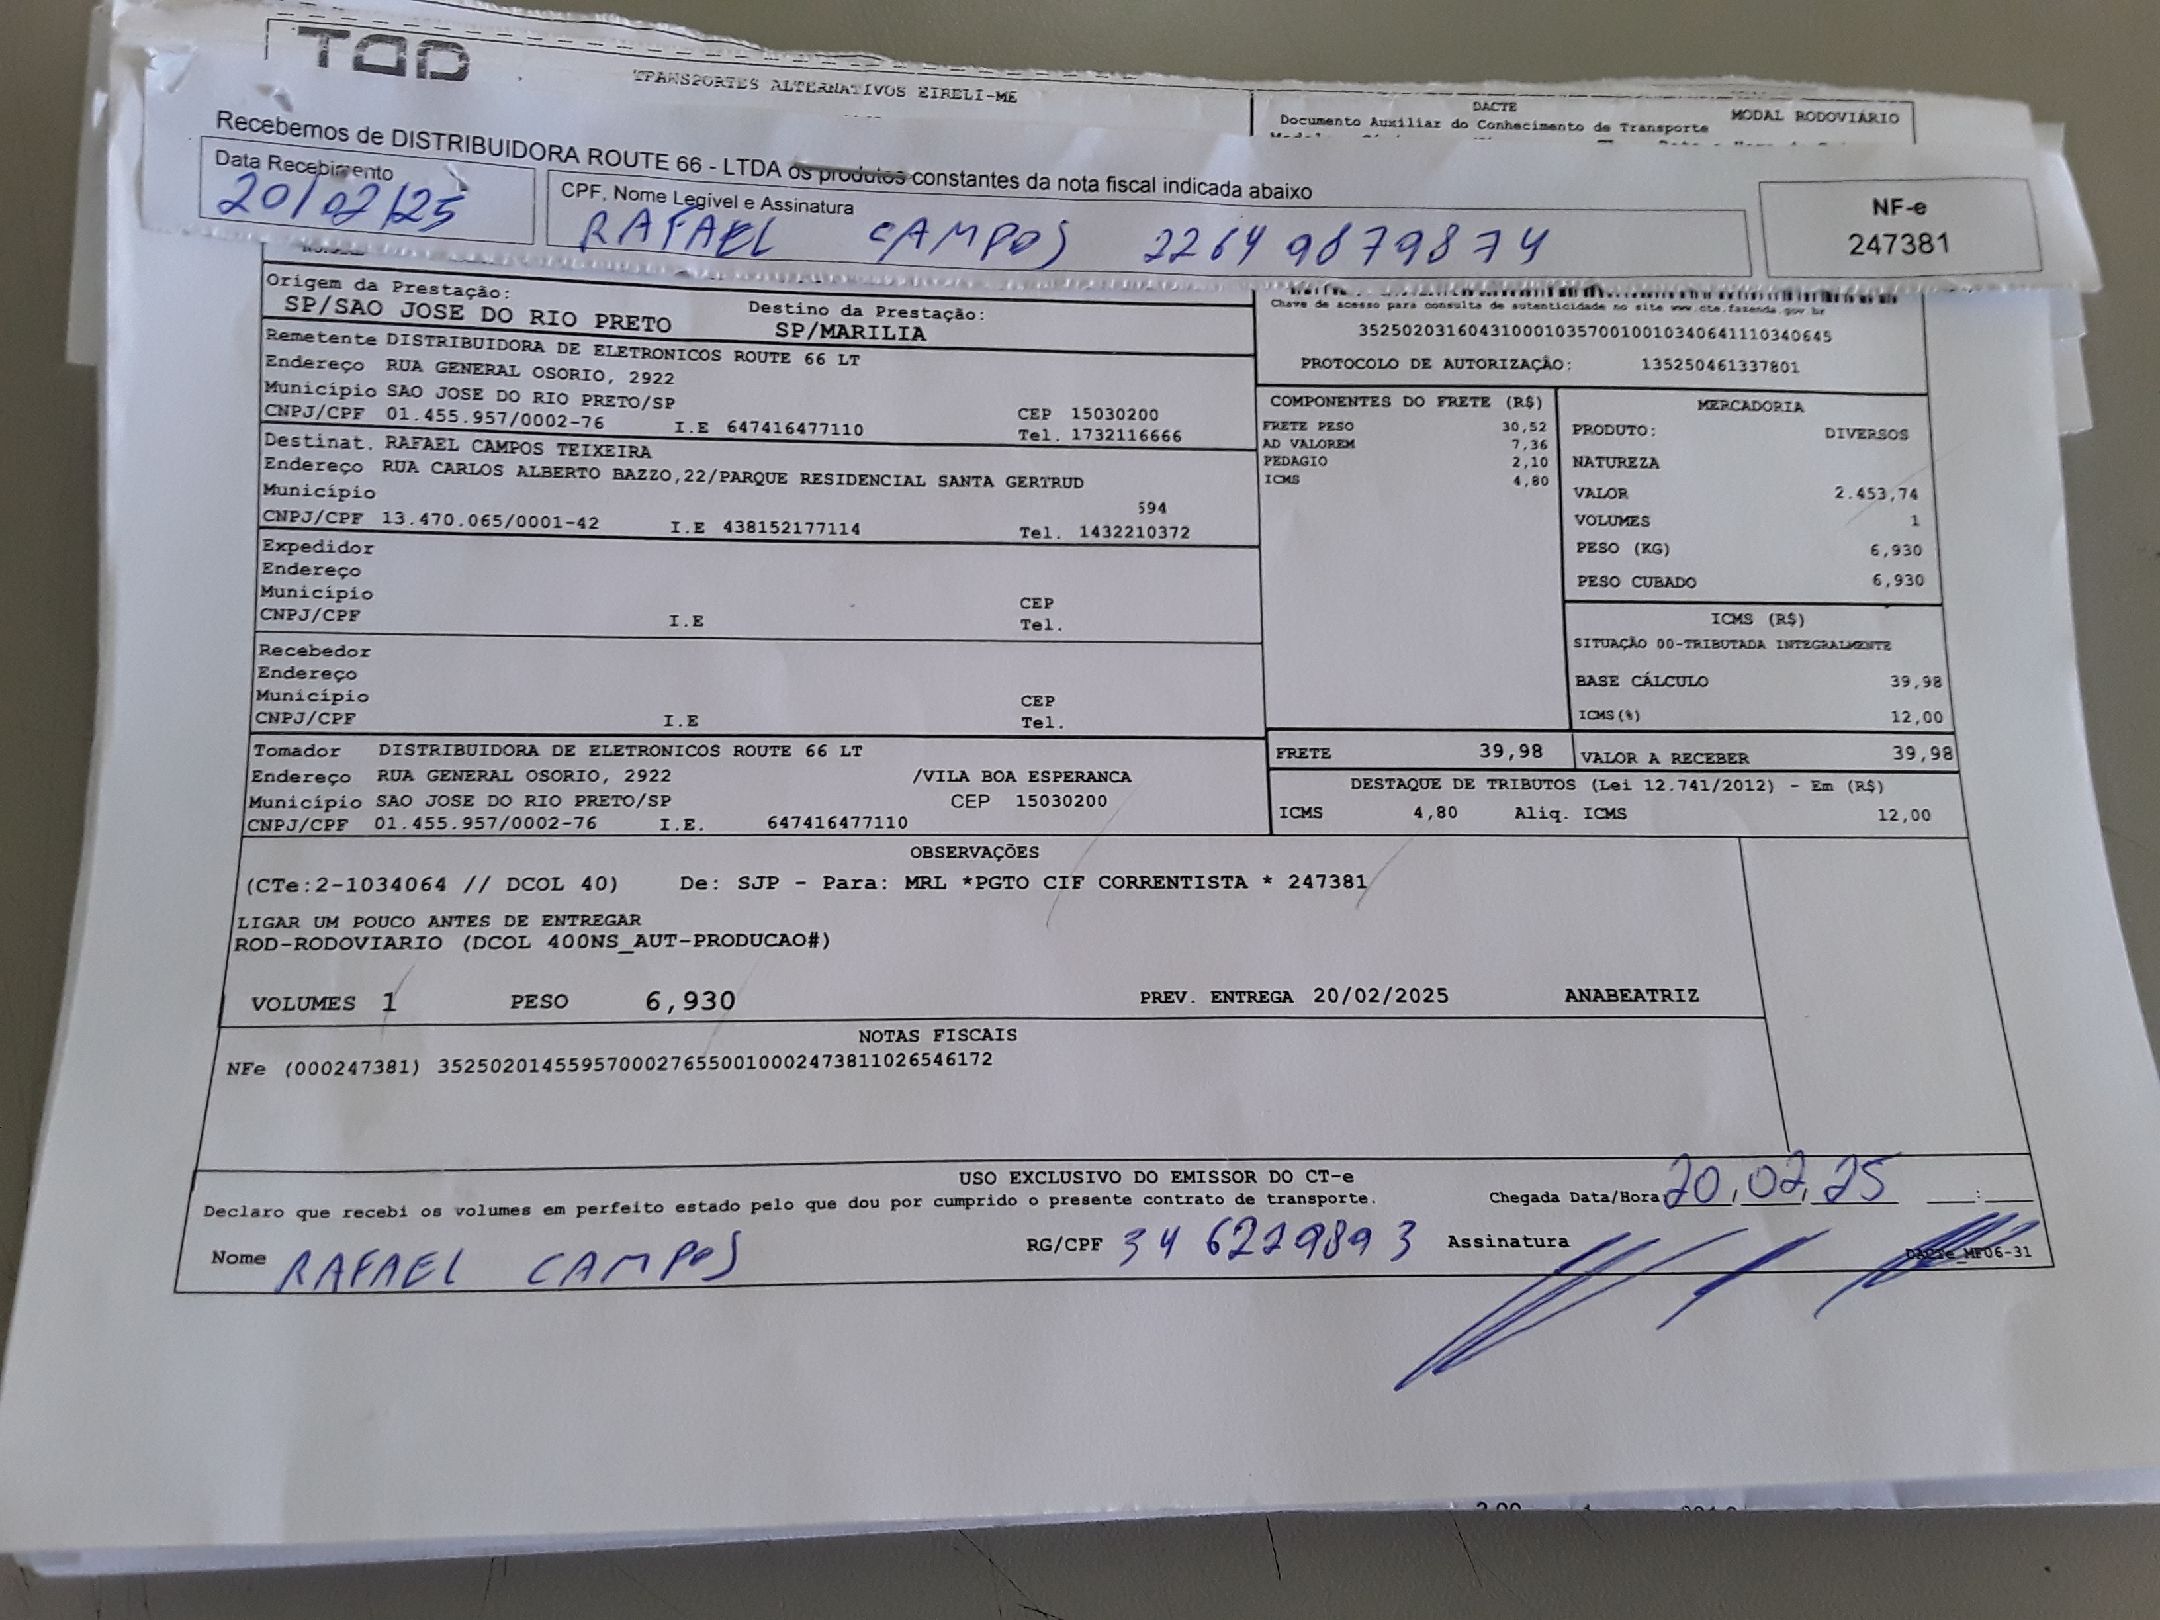 TAD
TRANSPORTES ALTERNATIVOS EIRELI-ME
DACTE
MODAL RODOVIÁRIO
Documento Auxiliar do Conhecimento de Transporte
Recebemos de DISTRIBUIDORA ROUTE 66 - LTDA os produtos constantes da nota fiscal indicada abaixo
Data Recebimento
20/02/25
CPF, Nome Legivel e Assinatura
RAFAEL CAMPOS 22649879874
NF-e
247381
Origem da Prestação:
SP/SAO JOSE DO RIO PRETO
Destino da Prestação:
SP/MARILIA
Chave de acesso para consulta de autenticidade no site www.cte.fazenda.gov.br
35250203160431000103570010010340641110340645
PROTOCOLO DE AUTORIZAÇÃO: 135250461337801
Remetente DISTRIBUIDORA DE ELETRONICOS ROUTE 66 LT
Endereço RUA GENERAL OSORIO, 2922
Município SAO JOSE DO RIO PRETO/SP CEP 15030200
CNPJ/CPF 01.455.957/0002-76 I.E 647416477110 Tel. 1732116666
Destinat. RAFAEL CAMPOS TEIXEIRA
Endereço RUA CARLOS ALBERTO BAZZO,22/PARQUE RESIDENCIAL SANTA GERTRUD
Município 594
CNPJ/CPF 13.470.065/0001-42 I.E 438152177114 Tel. 1432210372
Expedidor
Endereço
Município CEP
CNPJ/CPF I.E Tel.
Recebedor
Endereço
Município CEP
CNPJ/CPF I.E Tel.
Tomador DISTRIBUIDORA DE ELETRONICOS ROUTE 66 LT
Endereço RUA GENERAL OSORIO, 2922 /VILA BOA ESPERANCA
Município SAO JOSE DO RIO PRETO/SP CEP 15030200
CNPJ/CPF 01.455.957/0002-76 I.E. 647416477110
COMPONENTES DO FRETE (R$)
FRETE PESO 30,52
AD VALOREM 7,36
PEDAGIO 2,10
ICMS 4,80
MERCADORIA
PRODUTO: DIVERSOS
NATUREZA
VALOR 2.453,74
VOLUMES 1
PESO (KG) 6,930
PESO CUBADO 6,930
ICMS (R$)
SITUAÇÃO 00-TRIBUTADA INTEGRALMENTE
BASE CÁLCULO 39,98
ICMS(%) 12,00
FRETE 39,98
VALOR A RECEBER 39,98
DESTAQUE DE TRIBUTOS (Lei 12.741/2012) - Em (R$)
ICMS 4,80 Aliq. ICMS 12,00
OBSERVAÇÕES
(CTe:2-1034064 // DCOL 40) De: SJP - Para: MRL *PGTO CIF CORRENTISTA * 247381
LIGAR UM POUCO ANTES DE ENTREGAR
ROD-RODOVIARIO (DCOL 400NS_AUT-PRODUCAO#)
VOLUMES 1 PESO 6,930 PREV. ENTREGA 20/02/2025 ANABEATRIZ
NOTAS FISCAIS
NFe (000247381) 35250201455957000276550010002473811026546172
USO EXCLUSIVO DO EMISSOR DO CT-e
Declaro que recebi os volumes em perfeito estado pelo que dou por cumprido o presente contrato de transporte.
Chegada Data/Hora 20,02,25 :
Nome RAFAEL CAMPOS RG/CPF 346229893 Assinatura
DACTe_MF06-31